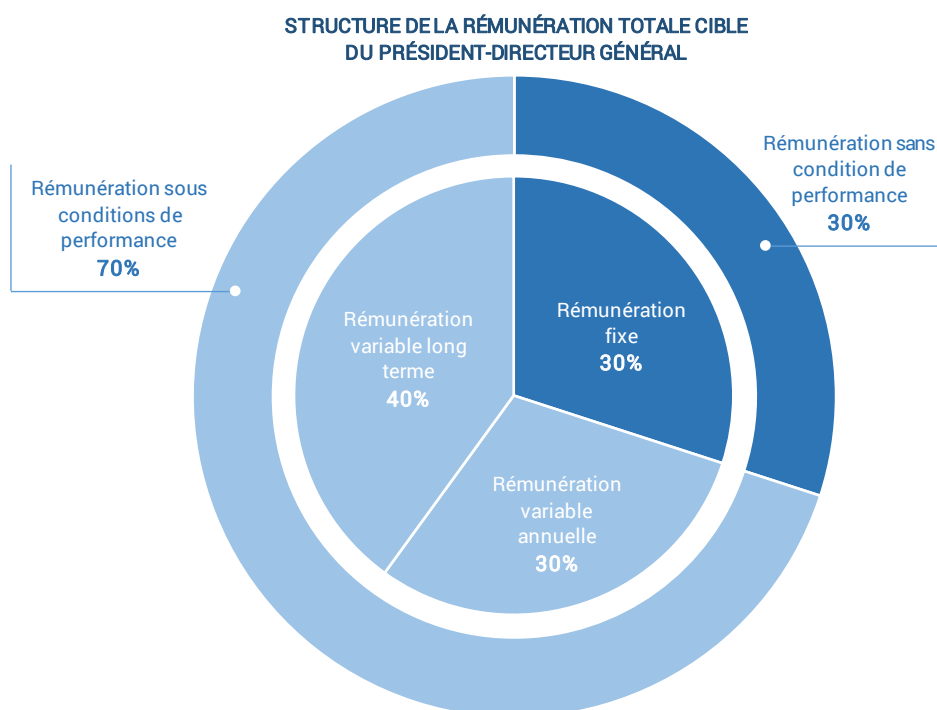 STRUCTURE DE LA RÉMUNÉRATION TOTALE CIBLE
DU PRÉSIDENT-DIRECTEUR GÉNÉRAL
Rémunération sans
condition de
performance
30%
Rémunération sous
conditions de
performance
70%
Rémunération
fixe
30%
Rémunération
variable long
terme
40%
Rémunération
variable
annuelle
30%